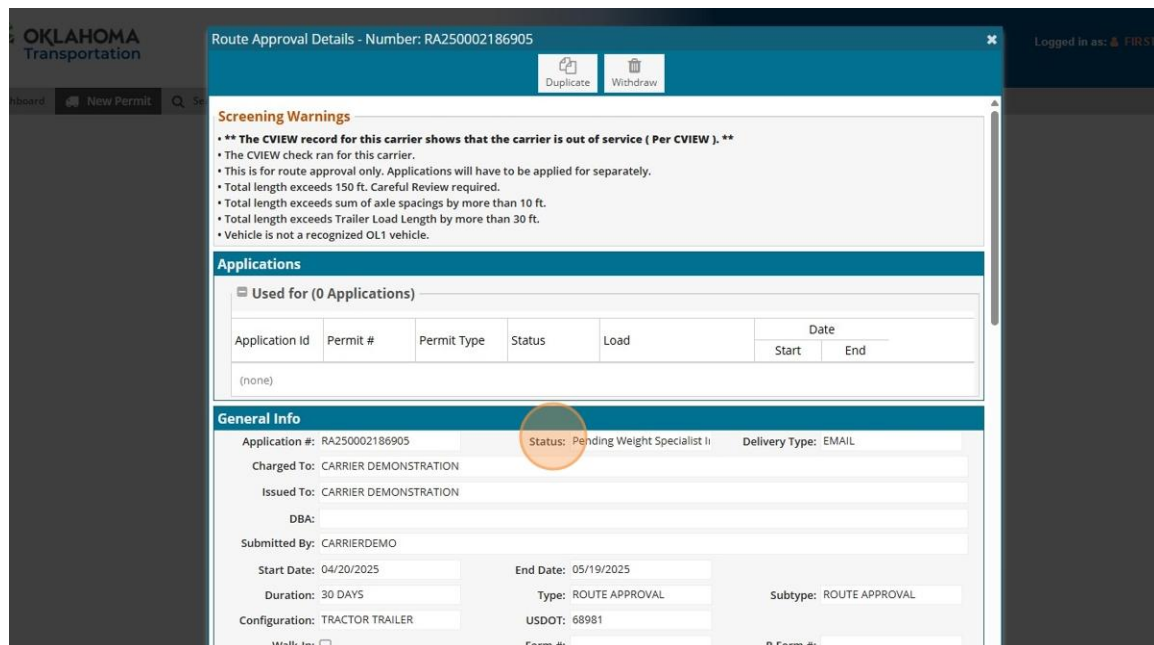 OKLAHOMA
Transportation
Route Approval Details - Number: RA250002186905
Logged in as: FIRST
Duplicate Withdraw
New Permit
Screening Warnings
• ** The CVIEW record for this carrier shows that the carrier is out of service ( Per CVIEW ). **
• The CVIEW check ran for this carrier.
• This is for route approval only. Applications will have to be applied for separately.
• Total length exceeds 150 ft. Careful Review required.
• Total length exceeds sum of axle spacings by more than 10 ft.
• Total length exceeds Trailer Load Length by more than 30 ft.
• Vehicle is not a recognized OL1 vehicle.
Applications
Used for (0 Applications)
Application Id Permit # Permit Type Status Load Date
Start End
(none)
General Info
Application #: RA250002186905 Status: Pending Weight Specialist Delivery Type: EMAIL
Charged To: CARRIER DEMONSTRATION
Issued To: CARRIER DEMONSTRATION
DBA:
Submitted By: CARRIERDEMO
Start Date: 04/20/2025 End Date: 05/19/2025
Duration: 30 DAYS Type: ROUTE APPROVAL Subtype: ROUTE APPROVAL
Configuration: TRACTOR TRAILER USDOT: 68981